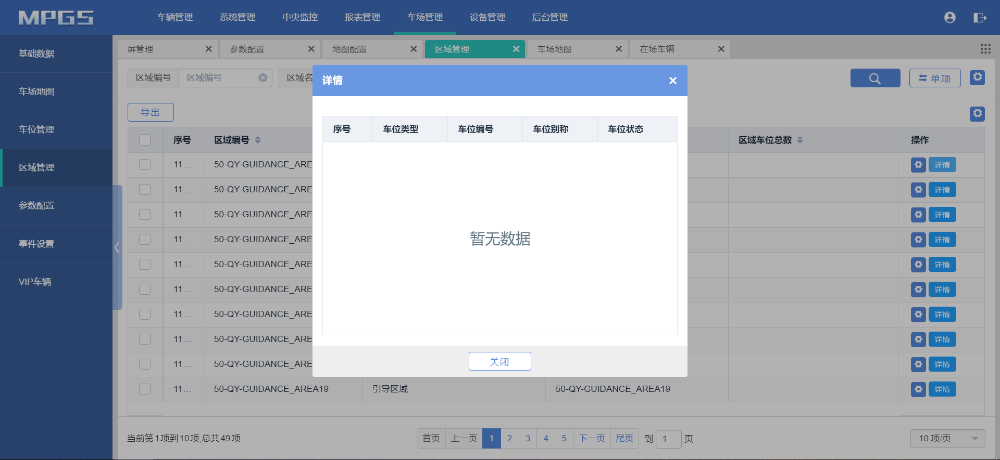 MPGS
车辆管理 系统管理 中央监控 报表管理 车场管理 设备管理 后台管理
基础数据
车场地图
车位管理
区域管理
参数配置
事件设置
VIP车辆
屏管理 参数配置 地图配置 区域管理 车场地图 在场车辆
区域编号 区域编号 区域名 单项
导出
序号 区域编号 区域车位总数 操作
11... 50-QY-GUIDANCE_ARE 详情
11... 50-QY-GUIDANCE_ARE 详情
11... 50-QY-GUIDANCE_ARE 详情
11... 50-QY-GUIDANCE_ARE 详情
11... 50-QY-GUIDANCE_ARE 详情
11... 50-QY-GUIDANCE_ARE 详情
11... 50-QY-GUIDANCE_ARE 详情
11... 50-QY-GUIDANCE_ARE 详情
11... 50-QY-GUIDANCE_ARE 详情
11... 50-QY-GUIDANCE_AREA19 引导区域 50-QY-GUIDANCE_AREA19 详情
当前第1项到10项,总共49项 首页 上一页 1 2 3 4 5 下一页 尾页 到 1 页 10 项/页
详情
序号 车位类型 车位编号 车位别称 车位状态
暂无数据
关闭